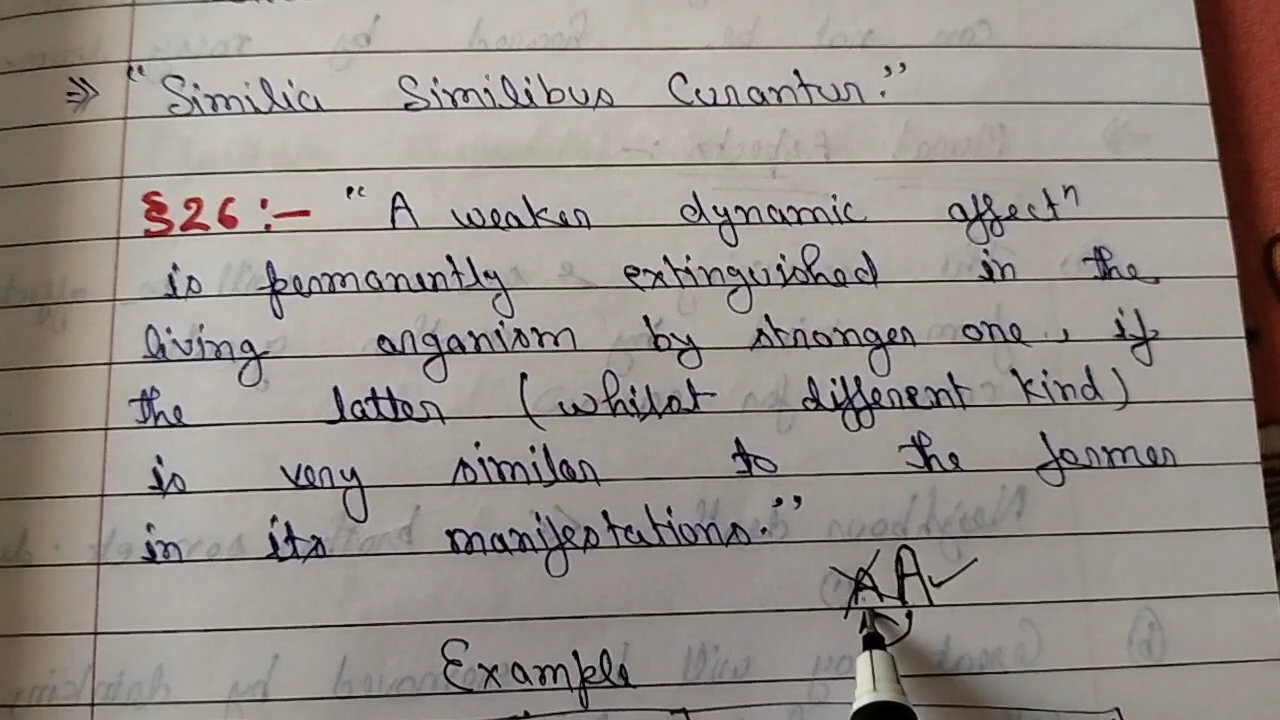 ⇒ "Similia Similibus Curantur."
§26:- "A weaker dynamic affectⁿ
is permanently extinguished in the
living organism by stronger one, if
the latter (whilst different kind)
is very similar to the former
in its manifestations."
A A✓
Example